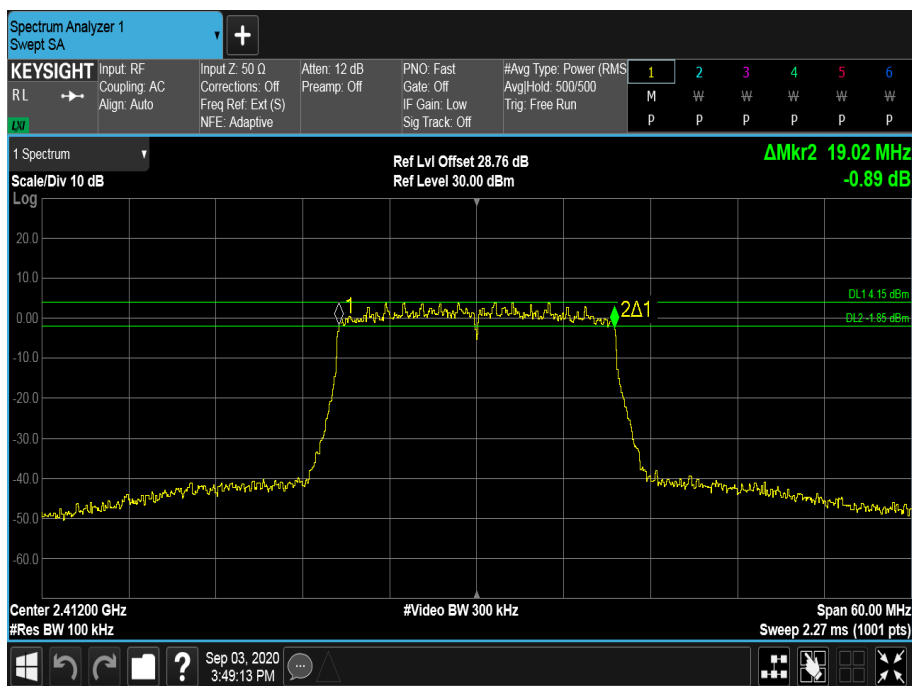 Spectrum Analyzer 1
Swept SA
+
KEYSIGHT
RL
LXI
Input: RF
Coupling: AC
Align: Auto
Input Z: 50 Ω
Corrections: Off
Freq Ref: Ext (S)
NFE: Adaptive
Atten: 12 dB
Preamp: Off
PNO: Fast
Gate: Off
IF Gain: Low
Sig Track: Off
#Avg Type: Power (RMS
Avg|Hold: 500/500
Trig: Free Run
1 2 3 4 5 6
M W W W W W
P P P P P P
1 Spectrum
Scale/Div 10 dB
Ref Lvl Offset 28.76 dB
Ref Level 30.00 dBm
ΔMkr2 19.02 MHz
-0.89 dB
Log
20.0
10.0
0.00
-10.0
-20.0
-30.0
-40.0
-50.0
-60.0
1
2Δ1
DL1 4.15 dBm
DL2 -1.85 dBm
Center 2.41200 GHz
#Video BW 300 kHz
Span 60.00 MHz
#Res BW 100 kHz
Sweep 2.27 ms (1001 pts)
?
Sep 03, 2020
3:49:13 PM